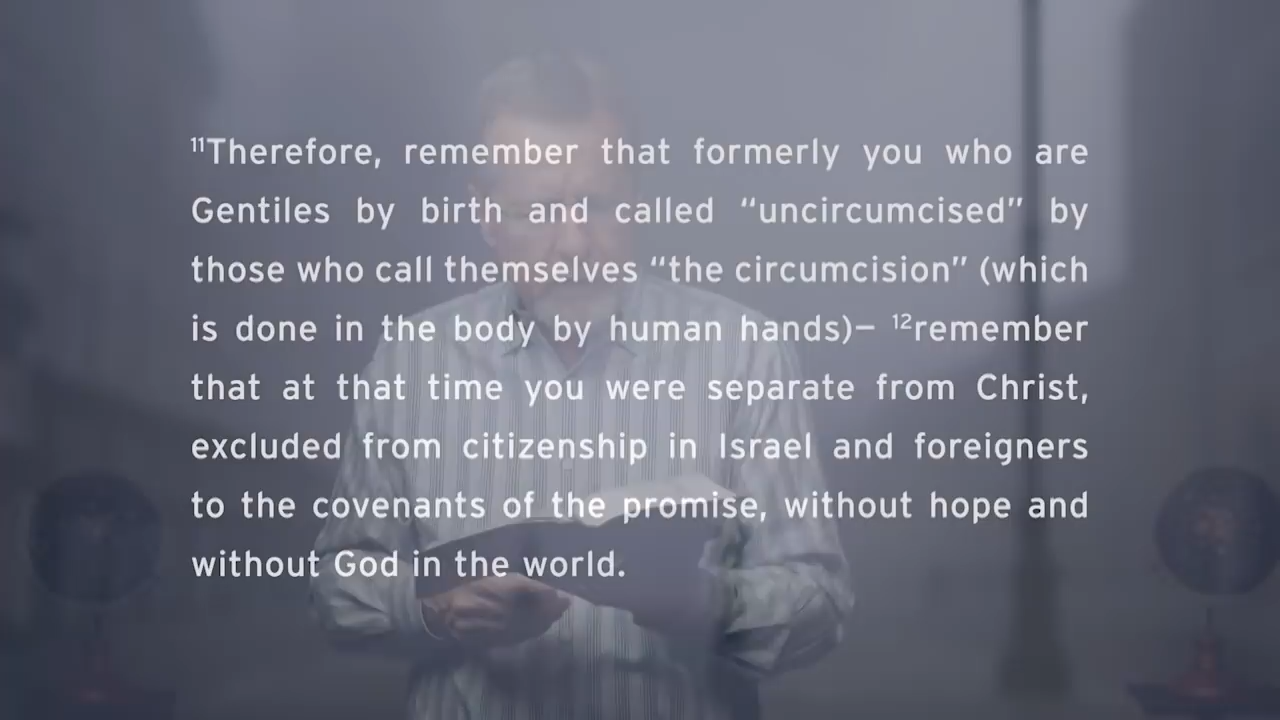 ¹¹Therefore, remember that formerly you who are
Gentiles by birth and called “uncircumcised” by
those who call themselves “the circumcision” (which
is done in the body by human hands)— ¹²remember
that at that time you were separate from Christ,
excluded from citizenship in Israel and foreigners
to the covenants of the promise, without hope and
without God in the world.